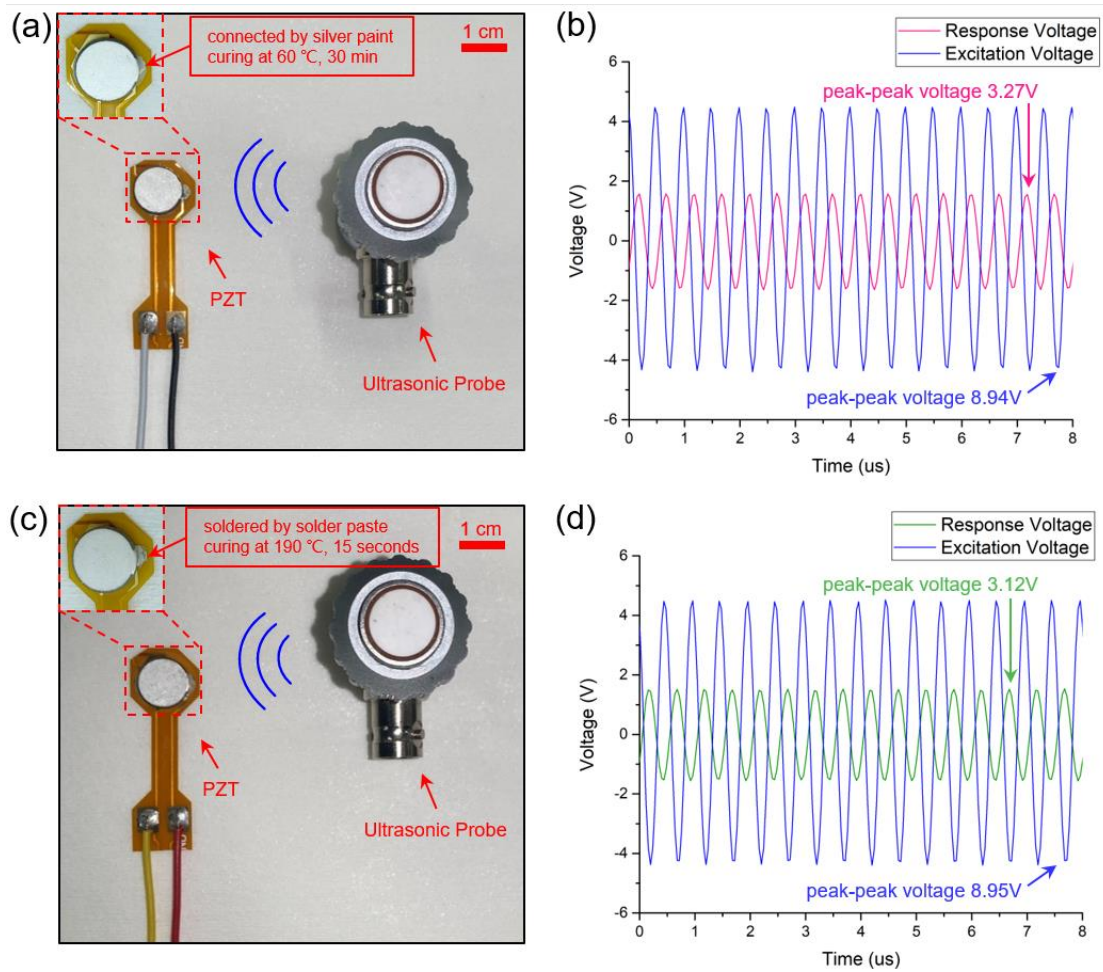 (a)
connected by silver paint
curing at 60 ℃, 30 min
1 cm
PZT
Ultrasonic Probe
(b)
Response Voltage
Excitation Voltage
peak-peak voltage 3.27V
peak-peak voltage 8.94V
Voltage (V)
6
4
2
0
-2
-4
-6
0 1 2 3 4 5 6 7 8
Time (us)
(c)
soldered by solder paste
curing at 190 ℃, 15 seconds
1 cm
PZT
Ultrasonic Probe
(d)
Response Voltage
Excitation Voltage
peak-peak voltage 3.12V
peak-peak voltage 8.95V
Voltage (V)
6
4
2
0
-2
-4
-6
0 1 2 3 4 5 6 7 8
Time (us)